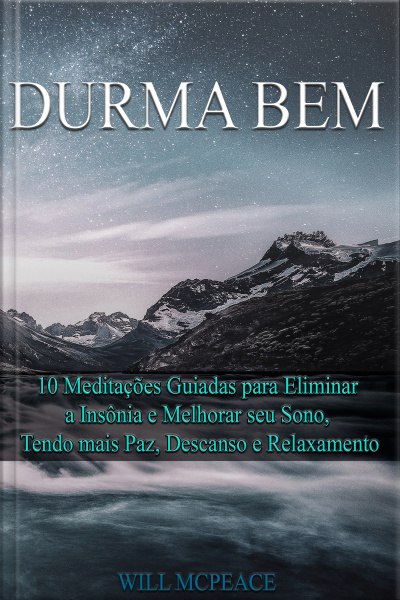 DURMA BEM
10 Meditações Guiadas para Eliminar
a Insônia e Melhorar seu Sono,
Tendo mais Paz, Descanso e Relaxamento
WILL MCPEACE